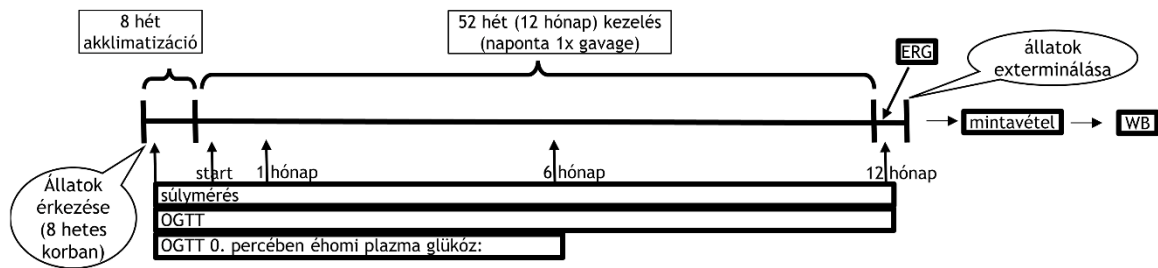 8 hét
akklimatizáció
52 hét (12 hónap) kezelés
(naponta 1x gavage)
ERG
állatok
exterminálása
mintavétel
WB
Állatok
érkezése
(8 hetes
korban)
start
1 hónap
6 hónap
12 hónap
súlymérés
OGTT
OGTT 0. percében éhomi plazma glükóz: